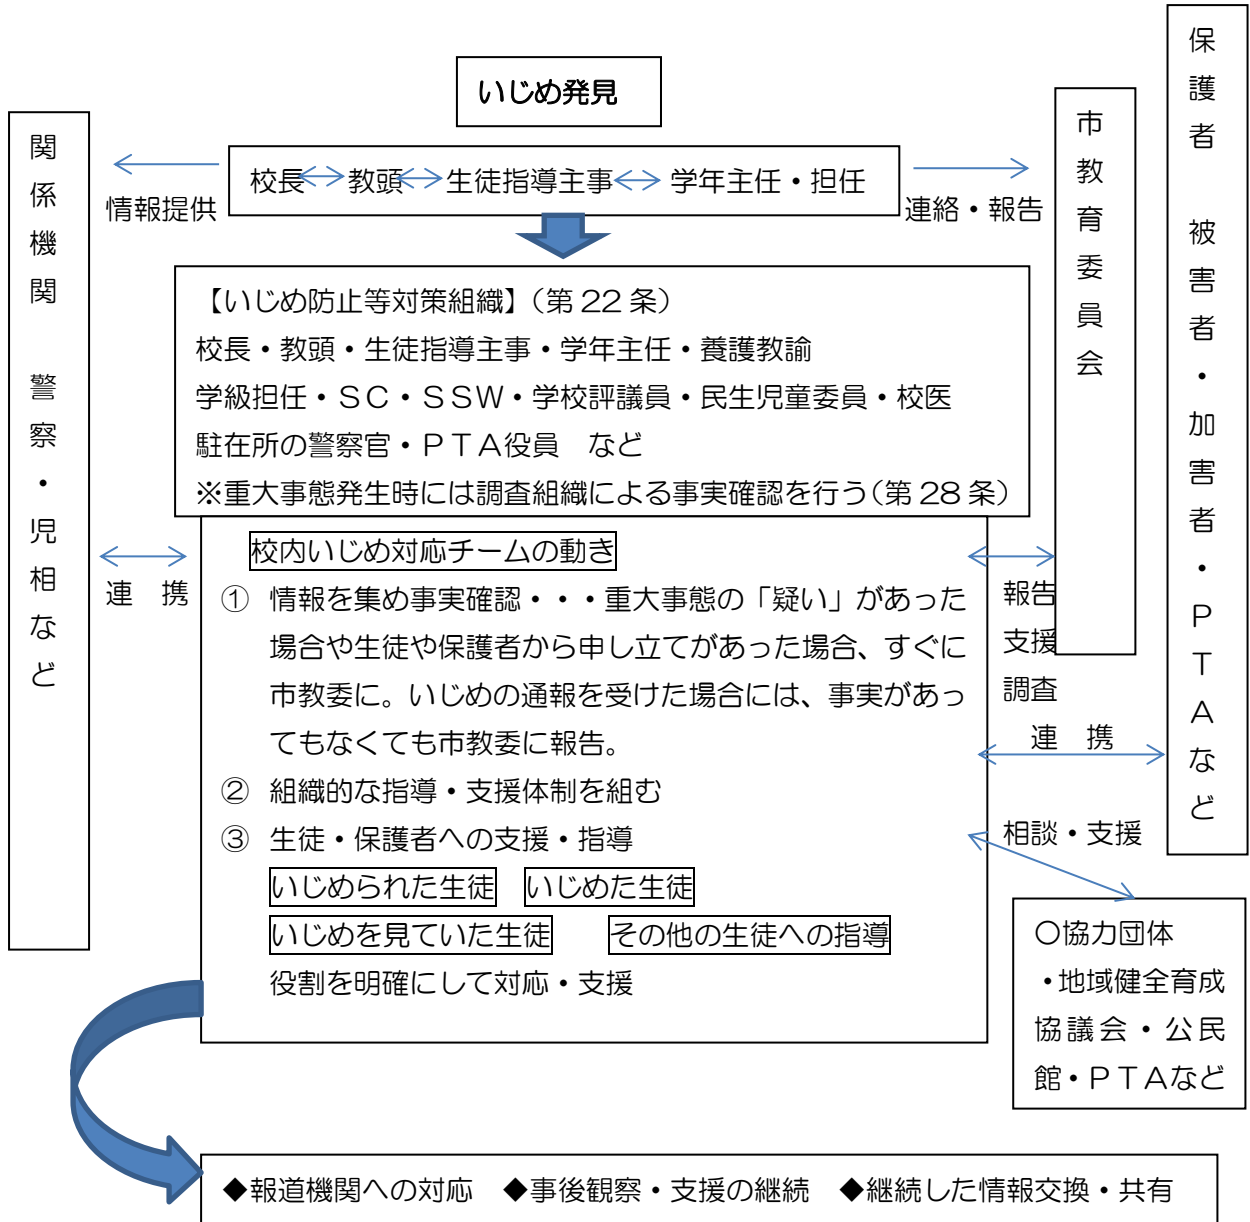 いじめ発見
関係機関　警察・児相など
情報提供
校長 教頭 生徒指導主事 学年主任・担任
連絡・報告
市教育委員会
保護者　被害者・加害者・ＰＴＡなど
【いじめ防止等対策組織】（第22条）
校長・教頭・生徒指導主事・学年主任・養護教諭
学級担任・ＳＣ・ＳＳＷ・学校評議員・民生児童委員・校医
駐在所の警察官・ＰＴＡ役員　など
※重大事態発生時には調査組織による事実確認を行う（第28条）
校内いじめ対応チームの動き
連　携
① 情報を集め事実確認・・・重大事態の「疑い」があった
場合や生徒や保護者から申し立てがあった場合、すぐに
市教委に。いじめの通報を受けた場合には、事実があっ
てもなくても市教委に報告。
② 組織的な指導・支援体制を組む
③ 生徒・保護者への支援・指導
いじめられた生徒　いじめた生徒
いじめを見ていた生徒　その他の生徒への指導
役割を明確にして対応・支援
報告
支援
調査
連　携
相談・支援
〇協力団体
・地域健全育成
協議会・公民
館・ＰＴＡなど
◆報道機関への対応　◆事後観察・支援の継続　◆継続した情報交換・共有